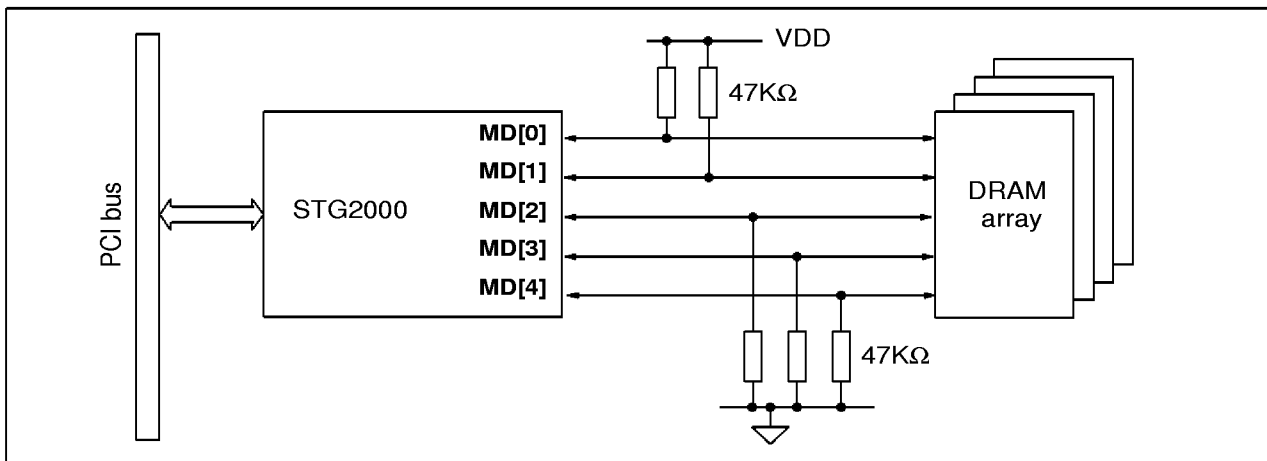 VDD
47KΩ
PCI bus
STG2000
MD[0]
MD[1]
MD[2]
MD[3]
MD[4]
DRAM
array
47KΩ